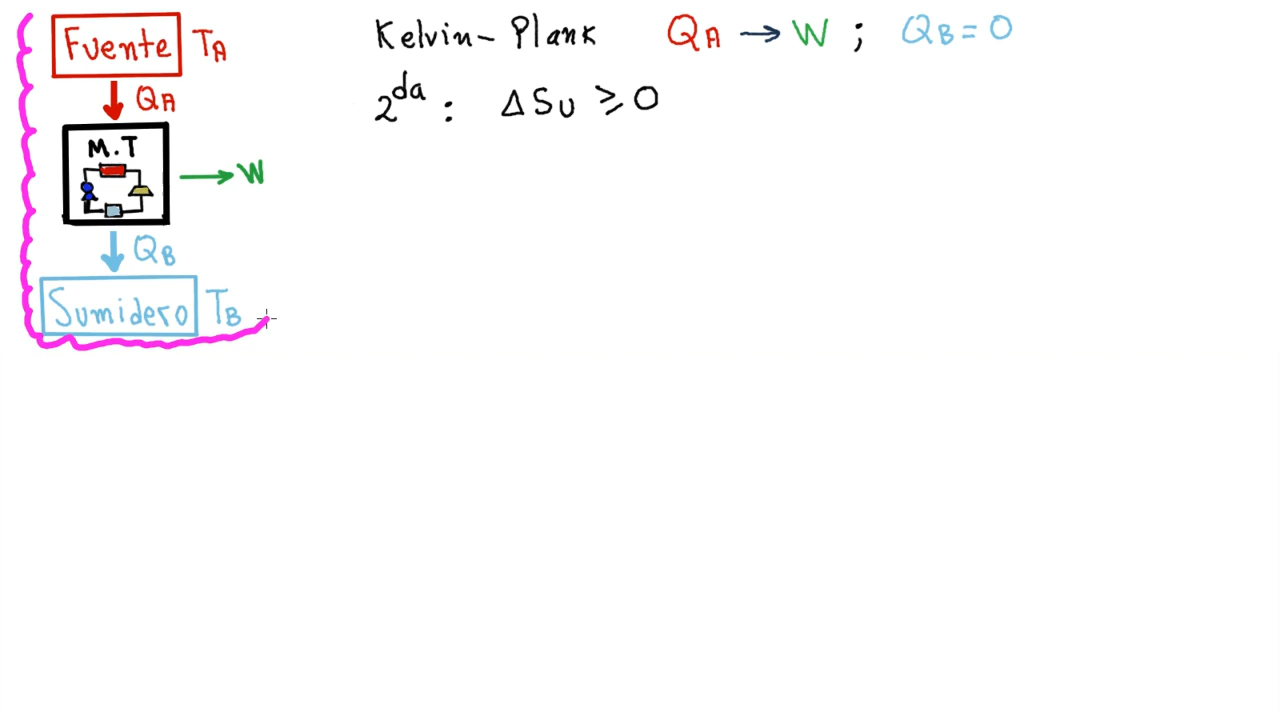 Fuente TA
QA
M.T
W
QB
Sumidero TB
Kelvin-Plank QA → W ; QB = 0
2da : ΔSU ≥ 0